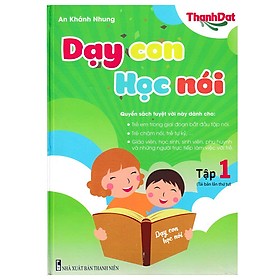 An Khánh Nhung
ThanhDat
Dạy con
Học nói
Quyển sách tuyệt vời này dành cho:
Trẻ em trong giai đoạn bắt đầu tập nói
Trẻ chậm nói, trẻ tự kỷ
Giáo viên, học sinh, sinh viên, phụ huynh
và những người trực tiếp làm việc với trẻ
Tập 1
(Tái bản lần thứ tư)
Dạy con
học nói
NHÀ XUẤT BẢN THANH NIÊN